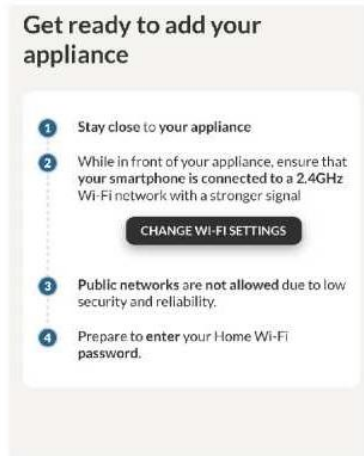 Get ready to add your
appliance
1 Stay close to your appliance
2 While in front of your appliance, ensure that
your smartphone is connected to a 2.4GHz
Wi-Fi network with a stronger signal
CHANGE WI-FI SETTINGS
3 Public networks are not allowed due to low
security and reliability.
4 Prepare to enter your Home Wi-Fi
password.